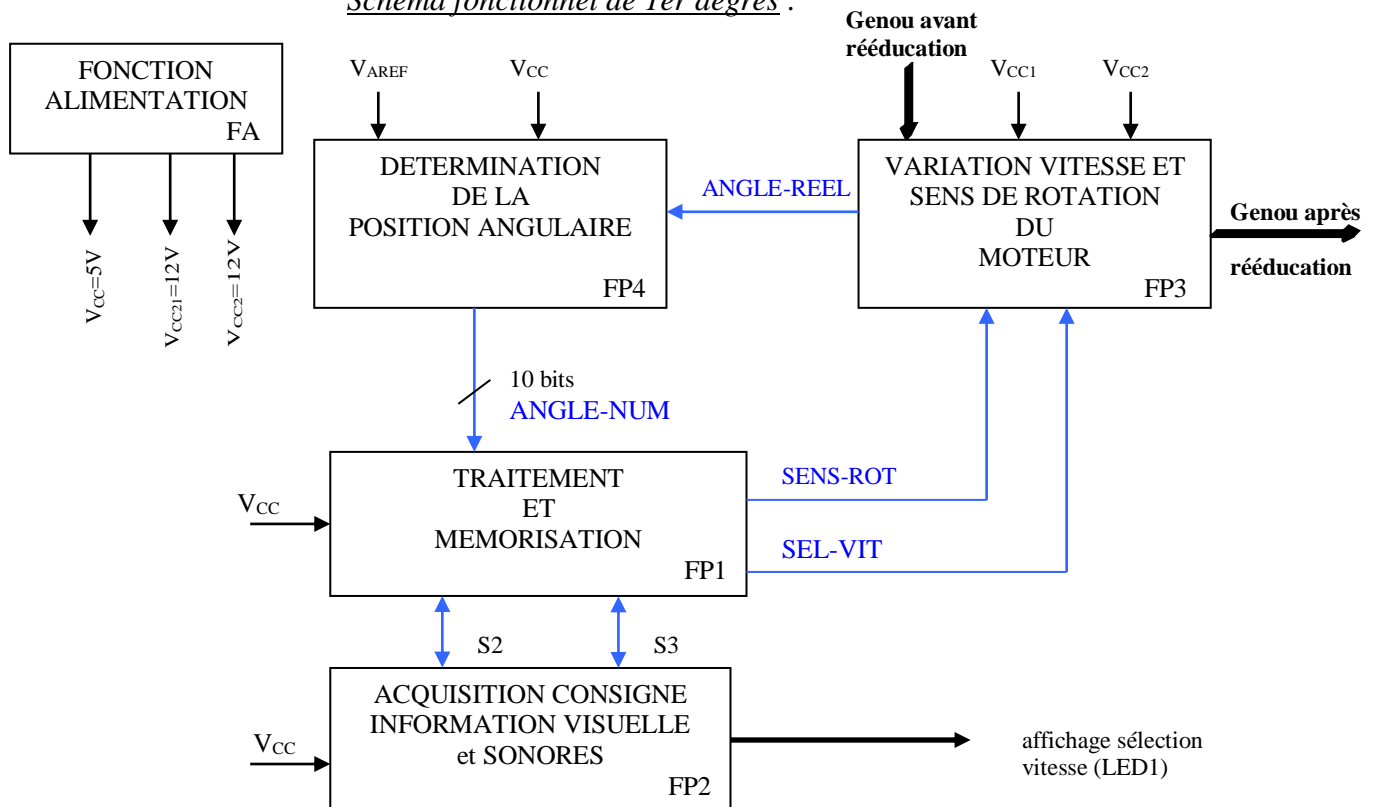 Schéma fonctionnel de 1er degrés :
FONCTION
ALIMENTATION
FA
VCC=5V
VCC21=12V
VCC2=12V
VAREF
VCC
DETERMINATION
DE LA
POSITION ANGULAIRE
FP4
ANGLE-REEL
Genou avant
rééducation
VCC1
VCC2
VARIATION VITESSE ET
SENS DE ROTATION
DU
MOTEUR
FP3
Genou après
rééducation
10 bits
ANGLE-NUM
VCC
TRAITEMENT
ET
MEMORISATION
FP1
SENS-ROT
SEL-VIT
S2
S3
VCC
ACQUISITION CONSIGNE
INFORMATION VISUELLE
et SONORES
FP2
affichage sélection
vitesse (LED1)